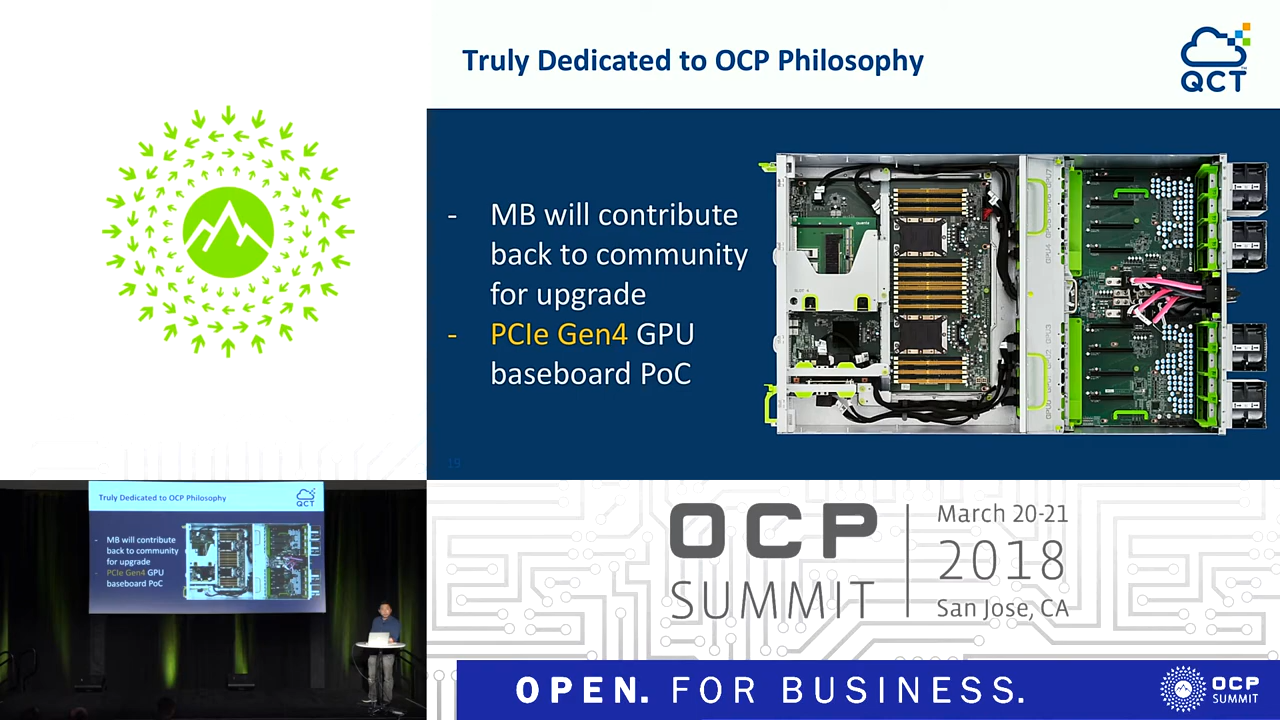 Truly Dedicated to OCP Philosophy
QCT
- MB will contribute
back to community
for upgrade
- PCIe Gen4 GPU
baseboard PoC
15
Truly Dedicated to OCP Philosophy
QCT
- MB will contribute
back to community
for upgrade
- PCIe Gen4 GPU
baseboard PoC
OCP
SUMMIT
March 20-21
2018
San Jose, CA
OPEN. FOR BUSINESS.
OCP
SUMMIT